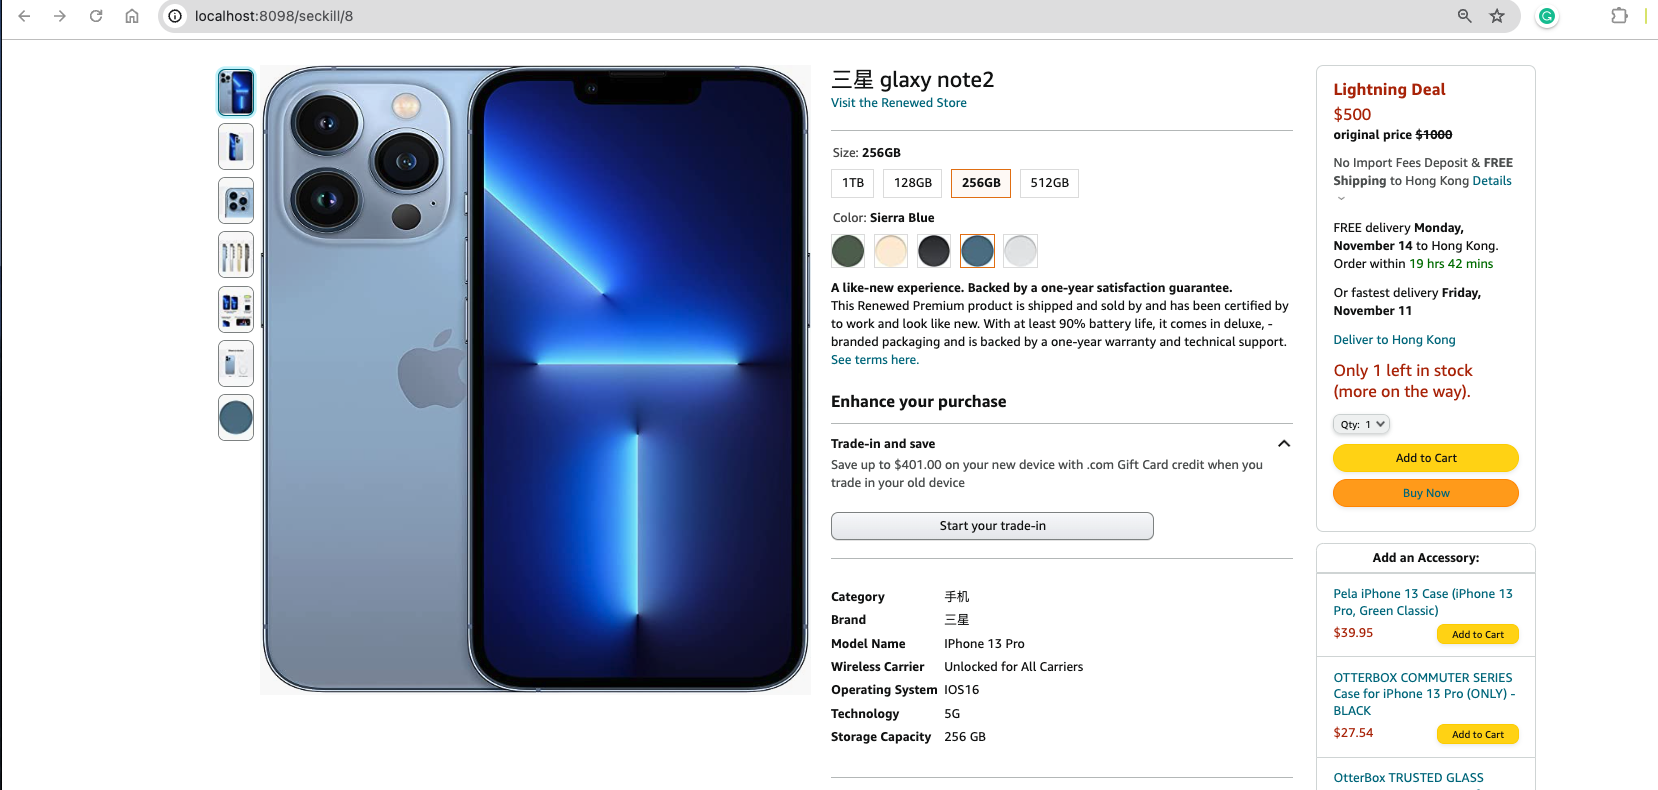 localhost:8098/seckill/8
三星 glaxy note2
Visit the Renewed Store
Size: 256GB
1TB 128GB 256GB 512GB
Color: Sierra Blue
A like-new experience. Backed by a one-year satisfaction guarantee.
This Renewed Premium product is shipped and sold by and has been certified by
to work and look like new. With at least 90% battery life, it comes in deluxe, -
branded packaging and is backed by a one-year warranty and technical support.
See terms here.
Enhance your purchase
Trade-in and save
Save up to $401.00 on your new device with .com Gift Card credit when you
trade in your old device
Start your trade-in
Category 手机
Brand 三星
Model Name IPhone 13 Pro
Wireless Carrier Unlocked for All Carriers
Operating System IOS16
Technology 5G
Storage Capacity 256 GB
Lightning Deal
$500
original price $1000
No Import Fees Deposit & FREE
Shipping to Hong Kong Details
FREE delivery Monday,
November 14 to Hong Kong.
Order within 19 hrs 42 mins
Or fastest delivery Friday,
November 11
Deliver to Hong Kong
Only 1 left in stock
(more on the way).
Qty: 1
Add to Cart
Buy Now
Add an Accessory:
Pela iPhone 13 Case (iPhone 13
Pro, Green Classic)
$39.95 Add to Cart
OTTERBOX COMMUTER SERIES
Case for iPhone 13 Pro (ONLY) -
BLACK
$27.54 Add to Cart
OtterBox TRUSTED GLASS